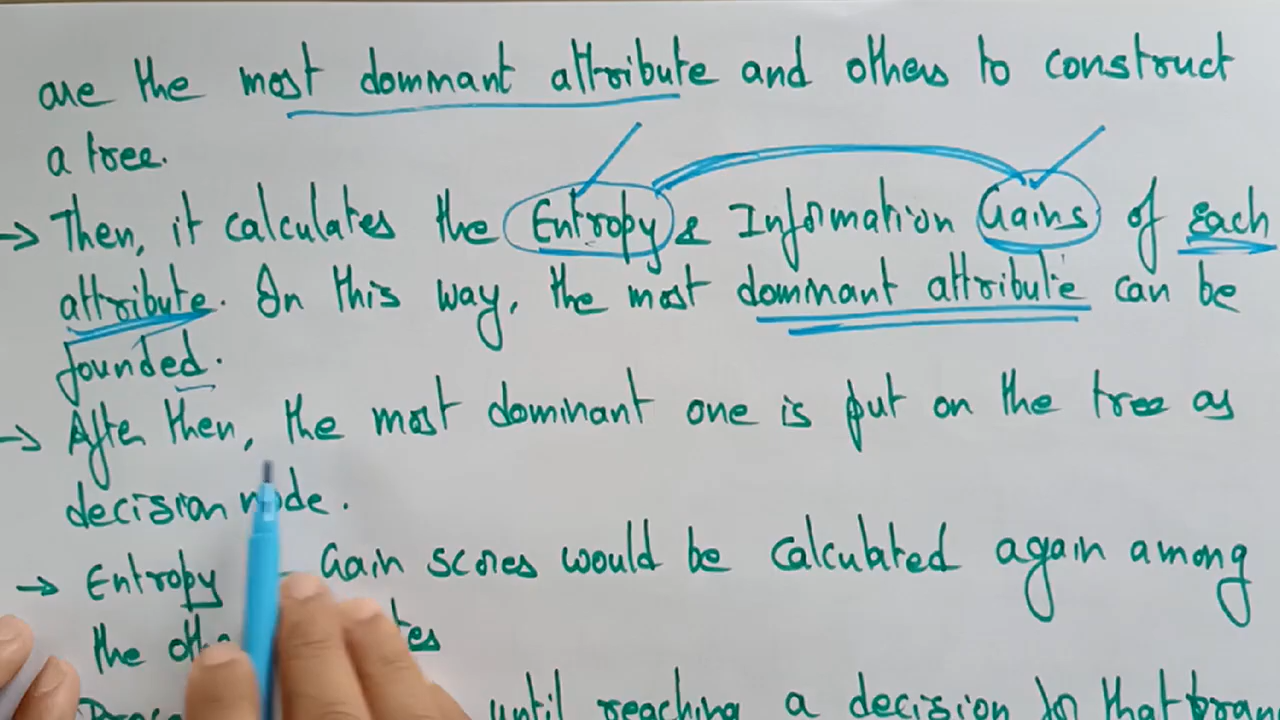 are the most dominant attribute and others to construct
a tree.
→ Then, it calculates the Entropy & Information Gains of each
attribute. In this way, the most dominant attribute can be
founded.
→ After then, the most dominant one is put on the tree as
decision node.
→ Entropy - Gain scores would be calculated again among
the
until reaching a decision for that